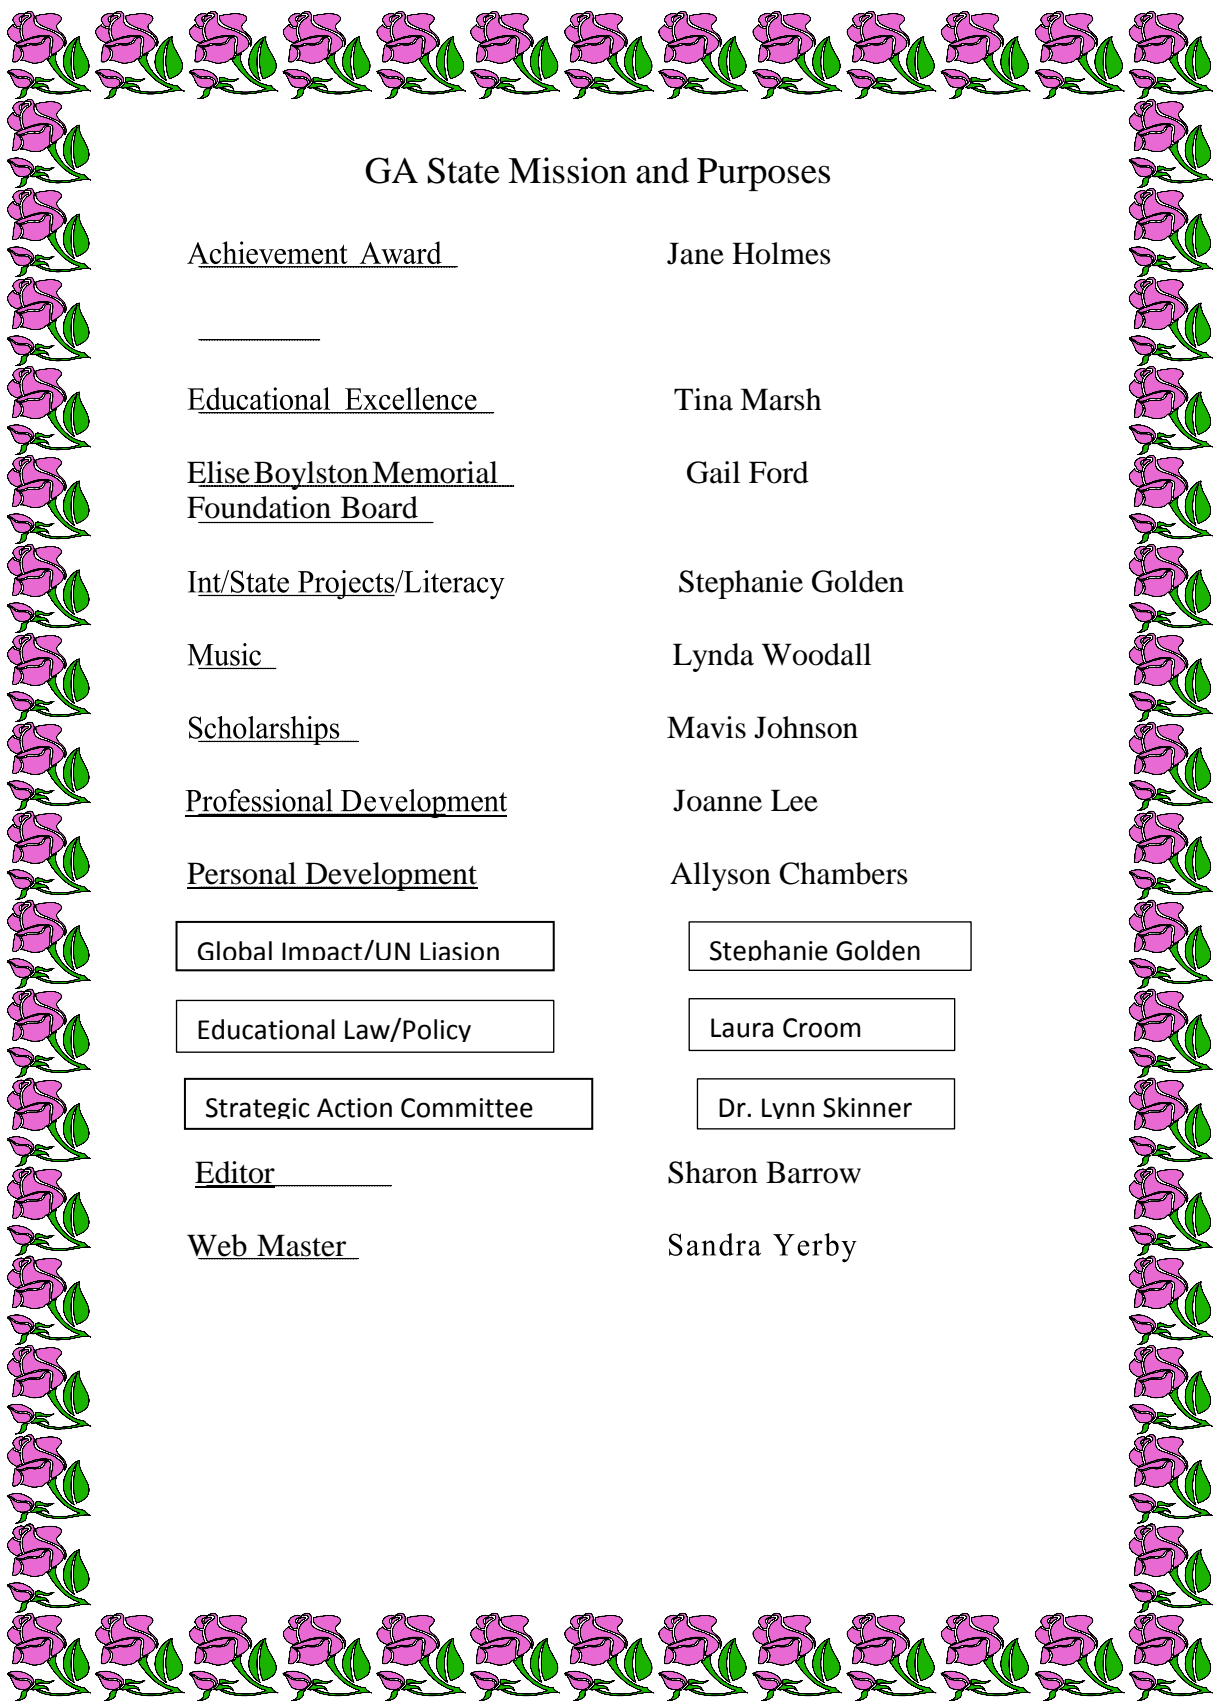 GA State Mission and Purposes
Achievement Award Jane Holmes
Educational Excellence Tina Marsh
Elise Boylston Memorial Gail Ford
Foundation Board
Int/State Projects/Literacy Stephanie Golden
Music Lynda Woodall
Scholarships Mavis Johnson
Professional Development Joanne Lee
Personal Development Allyson Chambers
Global Impact/UN Liasion Stephanie Golden
Educational Law/Policy Laura Croom
Strategic Action Committee Dr. Lynn Skinner
Editor Sharon Barrow
Web Master Sandra Yerby